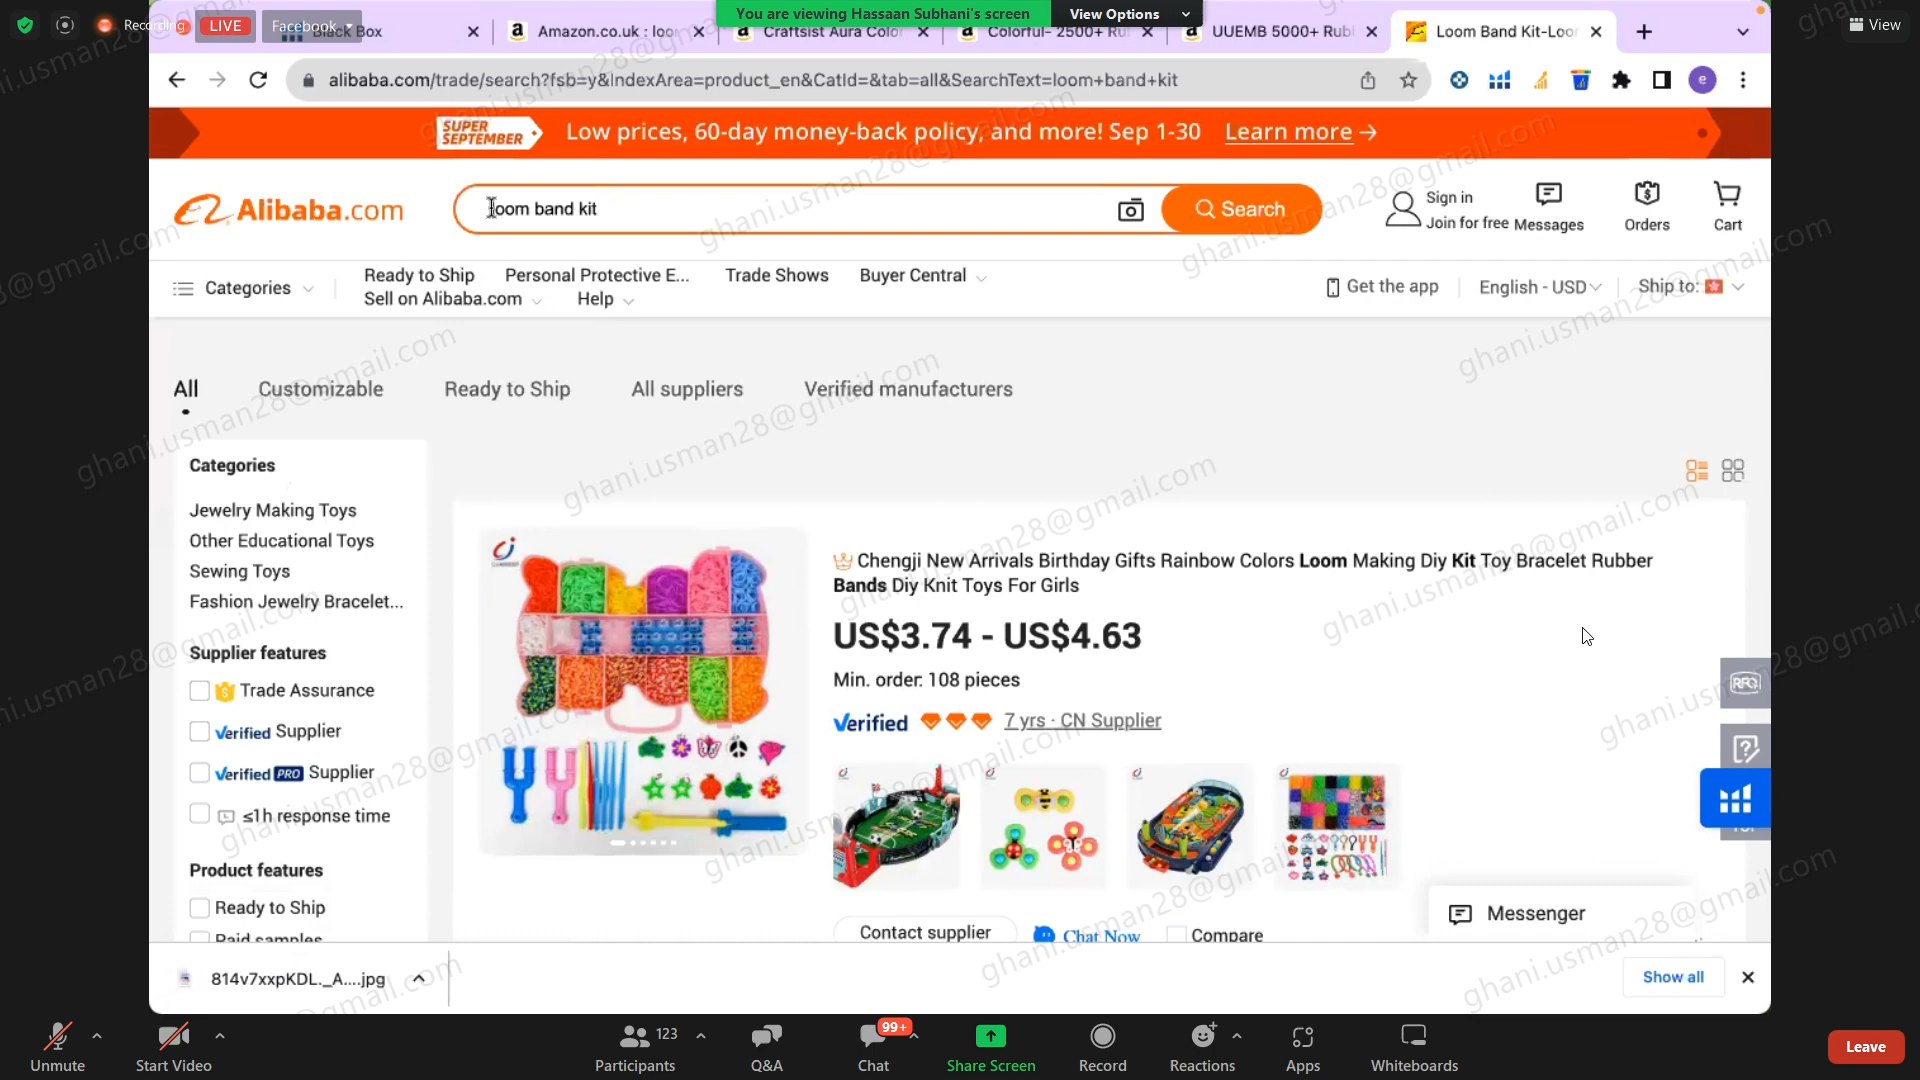 Recording
LIVE
Facebook
You are viewing Hassaan Subhani's screen
View Options
View
Black Box
Amazon.co.uk : loo
Craftsist Aura Color
Colorful- 2500+ Ru
UUEMB 5000+ Rub
Loom Band Kit-Loo
alibaba.com/trade/search?fsb=y&IndexArea=product_en&CatId=&tab=all&SearchText=loom+band+kit
e
SUPER SEPTEMBER
Low prices, 60-day money-back policy, and more! Sep 1-30 Learn more →
Alibaba.com
loom band kit
Search
Sign in
Join for free
Messages
Orders
Cart
Categories
Ready to Ship
Personal Protective E...
Trade Shows
Buyer Central
Sell on Alibaba.com
Help
Get the app
English - USD
Ship to:
All
Customizable
Ready to Ship
All suppliers
Verified manufacturers
Categories
Jewelry Making Toys
Other Educational Toys
Sewing Toys
Fashion Jewelry Bracelet...
Supplier features
Trade Assurance
Verified Supplier
Verified PRO Supplier
≤1h response time
Product features
Ready to Ship
Paid samples
Chengji New Arrivals Birthday Gifts Rainbow Colors Loom Making Diy Kit Toy Bracelet Rubber
Bands Diy Knit Toys For Girls
US$3.74 - US$4.63
Min. order: 108 pieces
Verified
7 yrs · CN Supplier
RFQ
Contact supplier
Chat Now
Compare
Messenger
814v7xxpKDL._A....jpg
Show all
ghani.usman28@gmail.com
Unmute
Start Video
Participants
123
Q&A
Chat
99+
Share Screen
Record
Reactions
Apps
Whiteboards
Leave